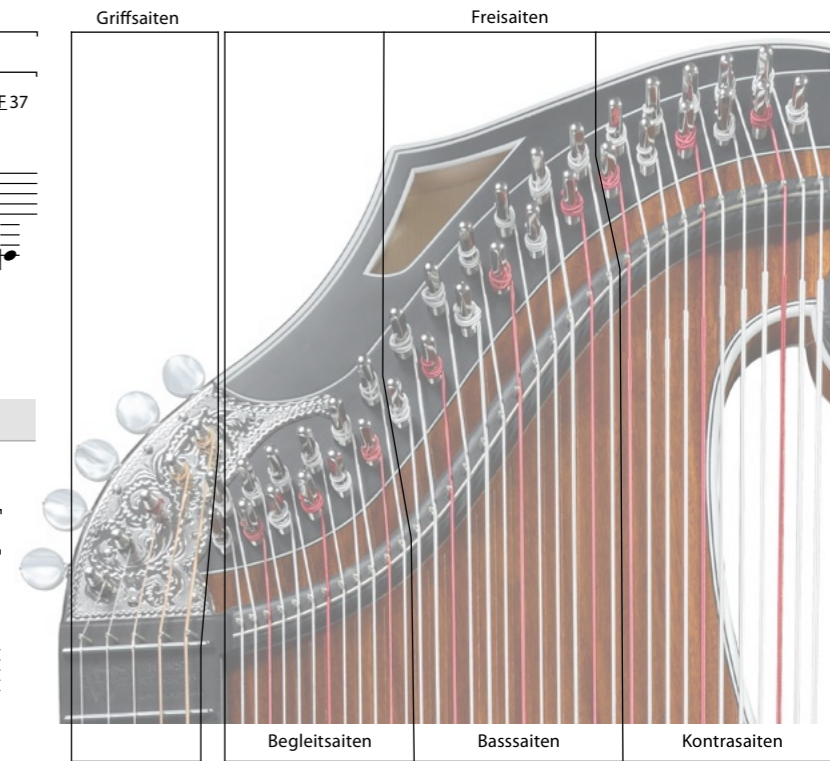 Griffsaiten
Freisaiten
F 37
Begleitsaiten
Basssaiten
Kontrasaiten